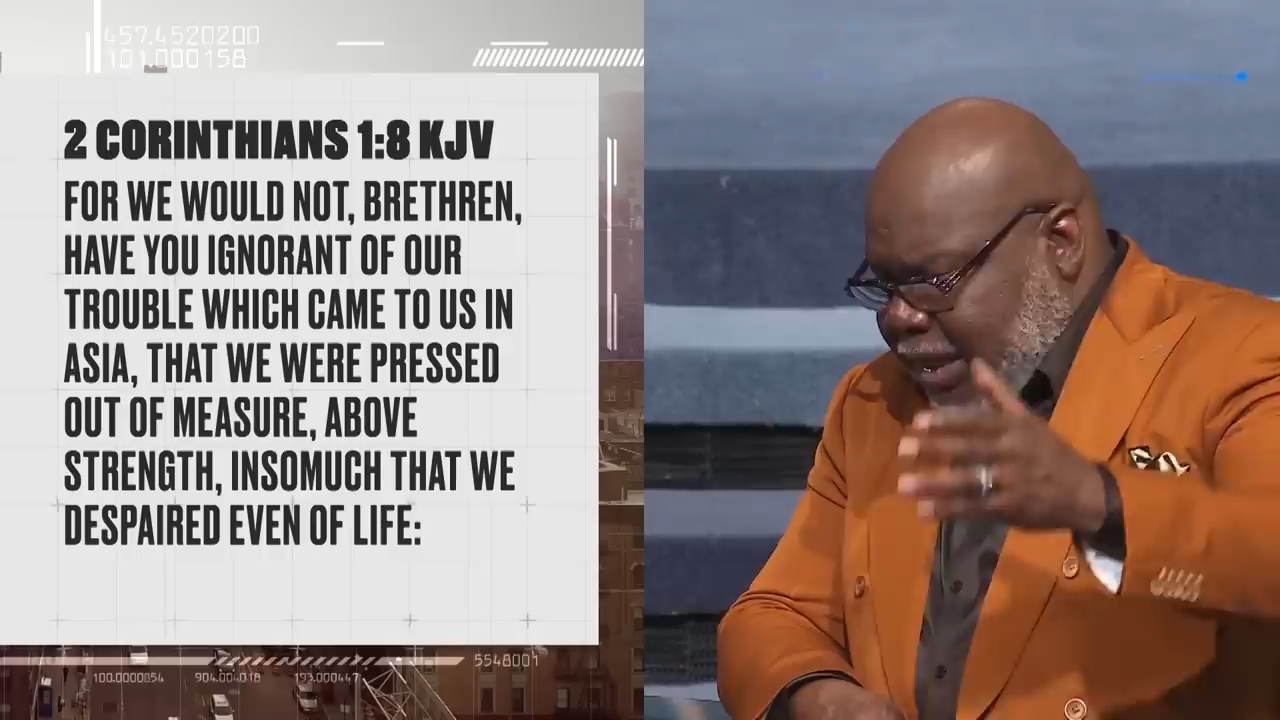 457.4520200
101.000158
2 CORINTHIANS 1:8 KJV
FOR WE WOULD NOT, BRETHREN,
HAVE YOU IGNORANT OF OUR
TROUBLE WHICH CAME TO US IN
ASIA, THAT WE WERE PRESSED
OUT OF MEASURE, ABOVE
STRENGTH, INSOMUCH THAT WE
DESPAIRED EVEN OF LIFE:
5548001
100.0000854 904.004018 193.000447